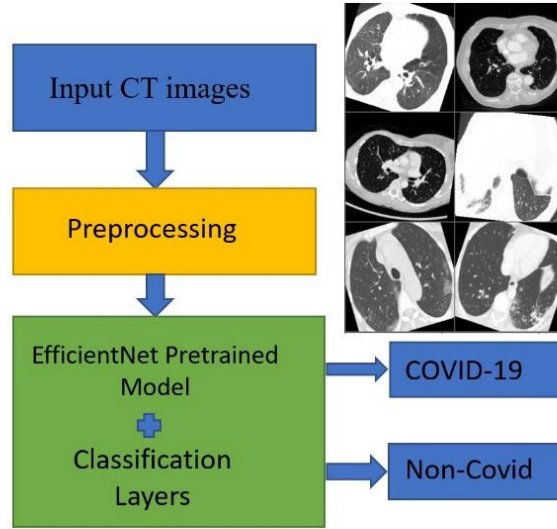 Input CT images
Preprocessing
EfficientNet Pretrained
Model
Classification
Layers
COVID-19
Non-Covid